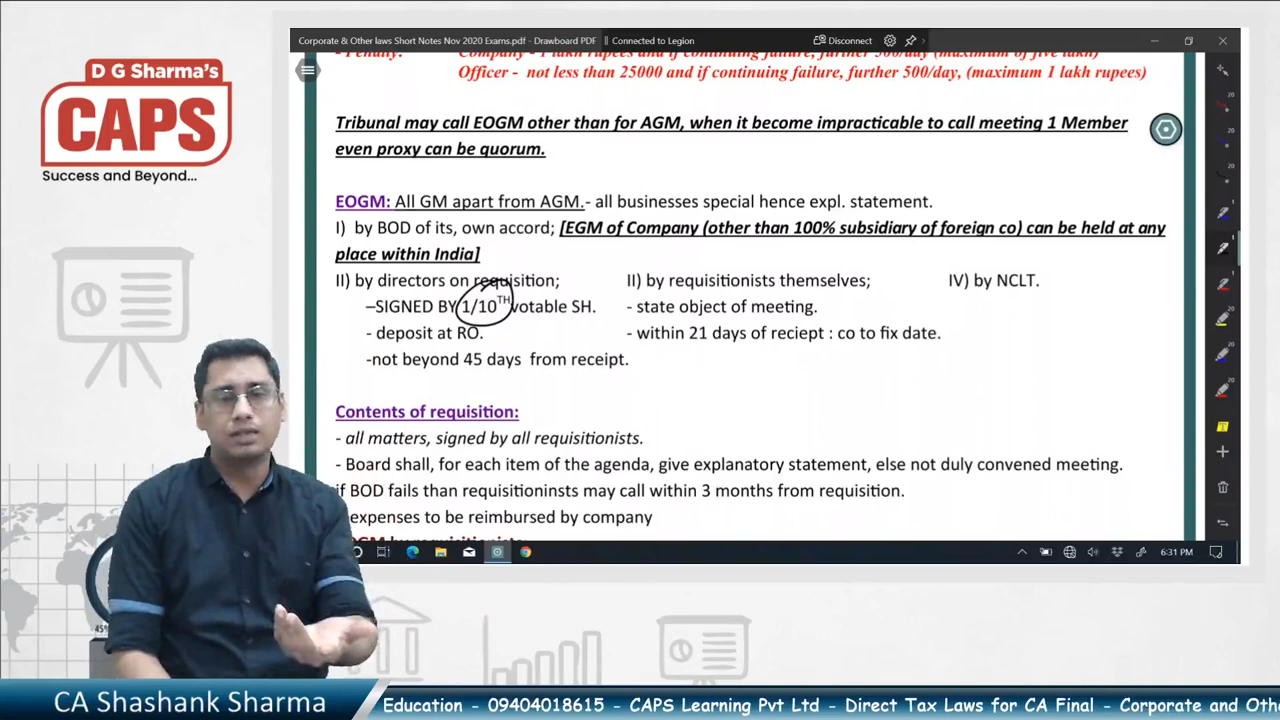 D G Sharma's
CAPS
Success and Beyond...
Corporate & Other laws Short Notes Nov 2020 Exams.pdf - Drawboard PDF
Connected to Legion
Disconnect
Officer - not less than 25000 and if continuing failure, further 500/day, (maximum 1 lakh rupees)
Tribunal may call EOGM other than for AGM, when it become impracticable to call meeting 1 Member
even proxy can be quorum.
EOGM: All GM apart from AGM.- all businesses special hence expl. statement.
I) by BOD of its, own accord; [EGM of Company (other than 100% subsidiary of foreign co) can be held at any
place within India]
II) by directors on requisition; II) by requisitionists themselves; IV) by NCLT.
–SIGNED BY 1/10TH votable SH. - state object of meeting.
- deposit at RO. - within 21 days of reciept : co to fix date.
-not beyond 45 days from receipt.
Contents of requisition:
- all matters, signed by all requisitionists.
- Board shall, for each item of the agenda, give explanatory statement, else not duly convened meeting.
if BOD fails than requisitioninsts may call within 3 months from requisition.
expenses to be reimbursed by company
6:31 PM
45%
CA Shashank Sharma
Education - 09404018615 - CAPS Learning Pvt Ltd - Direct Tax Laws for CA Final - Corporate and Othe